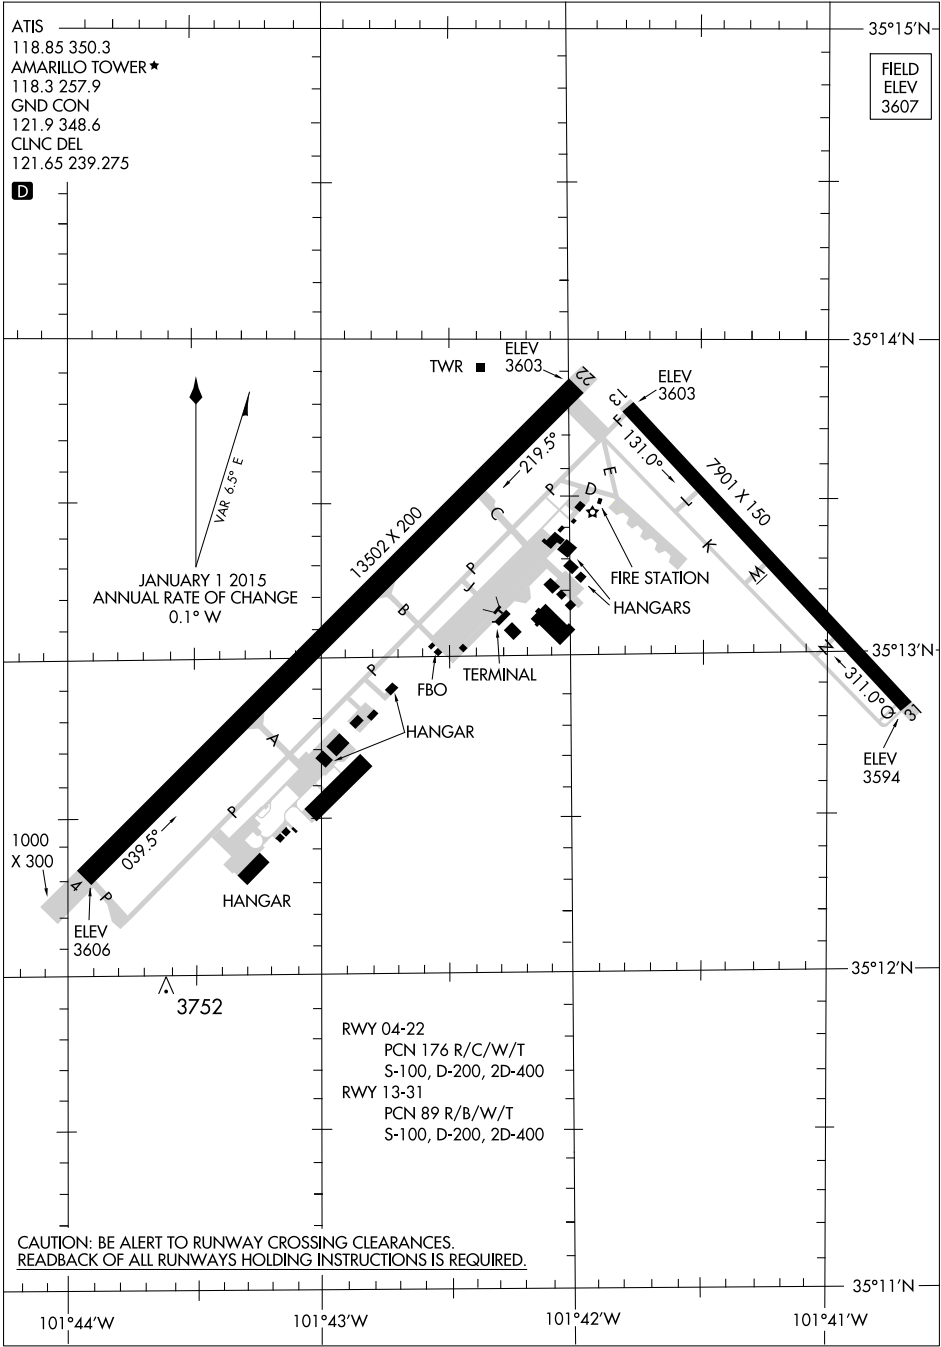 ATIS
118.85 350.3
AMARILLO TOWER★
118.3 257.9
GND CON
121.9 348.6
CLNC DEL
121.65 239.275
D
35°15'N
FIELD
ELEV
3607
35°14'N
TWR
ELEV
3603
22
13
ELEV
3603
F
131.0°
7901 X 150
219.5°
E
P
D
L
C
K
M
VAR 6.5° E
13502 X 200
JANUARY 1 2015
ANNUAL RATE OF CHANGE
0.1° W
P
J
FIRE STATION
B
H
HANGARS
35°13'N
N
P
FBO
TERMINAL
311.0°
Q
31
A
HANGAR
ELEV
3594
P
039.5°
1000
X 300
4
P
HANGAR
ELEV
3606
35°12'N
3752
RWY 04-22
PCN 176 R/C/W/T
S-100, D-200, 2D-400
RWY 13-31
PCN 89 R/B/W/T
S-100, D-200, 2D-400
CAUTION: BE ALERT TO RUNWAY CROSSING CLEARANCES.
READBACK OF ALL RUNWAYS HOLDING INSTRUCTIONS IS REQUIRED.
35°11'N
101°44'W
101°43'W
101°42'W
101°41'W